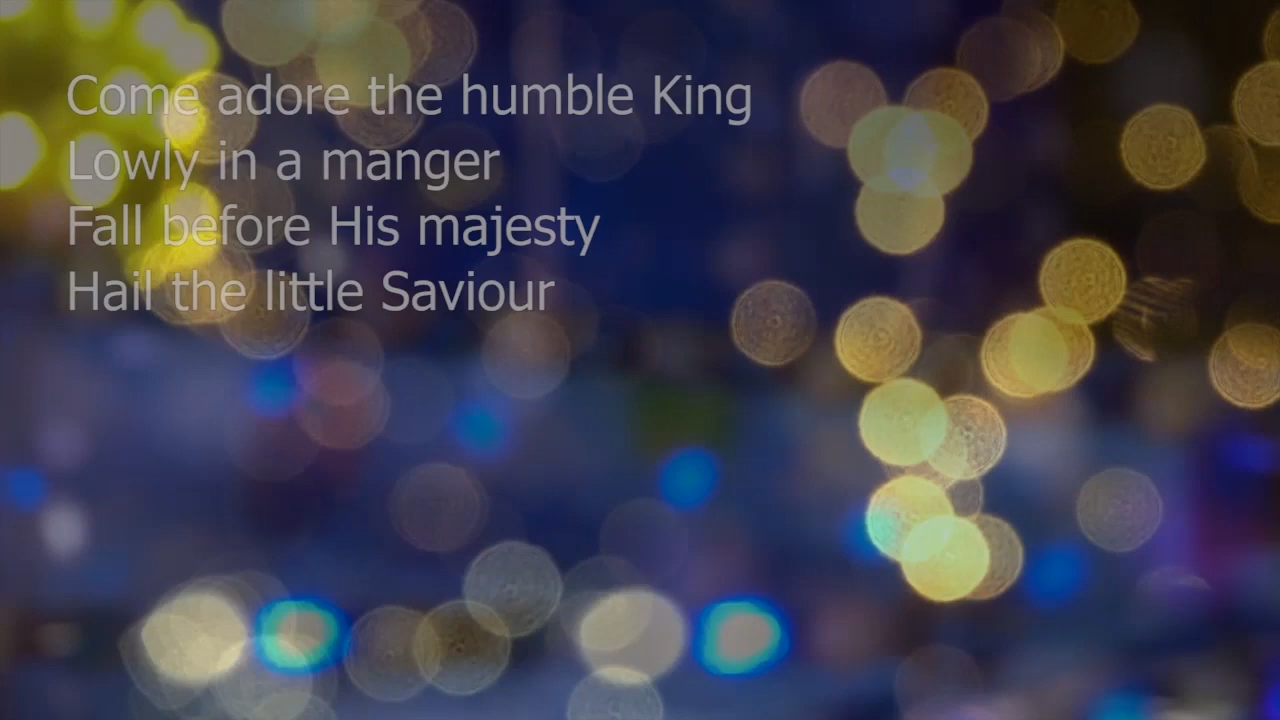 Come adore the humble King
Lowly in a manger
Fall before His majesty
Hail the little Saviour